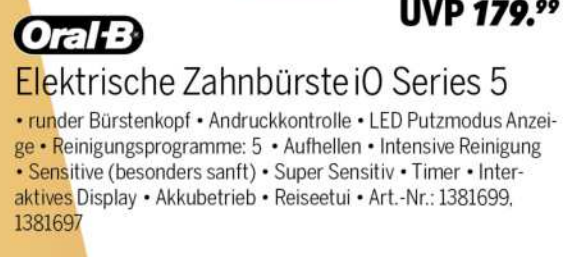 UVP 179.99
Oral-B
Elektrische Zahnbürste iO Series 5
• runder Bürstenkopf • Andruckkontrolle • LED Putzmodus Anzei-
ge • Reinigungsprogramme: 5 • Aufhellen • Intensive Reinigung
• Sensitive (besonders sanft) • Super Sensitiv • Timer • Inter-
aktives Display • Akkubetrieb • Reiseetui • Art.-Nr.: 1381699,
1381697